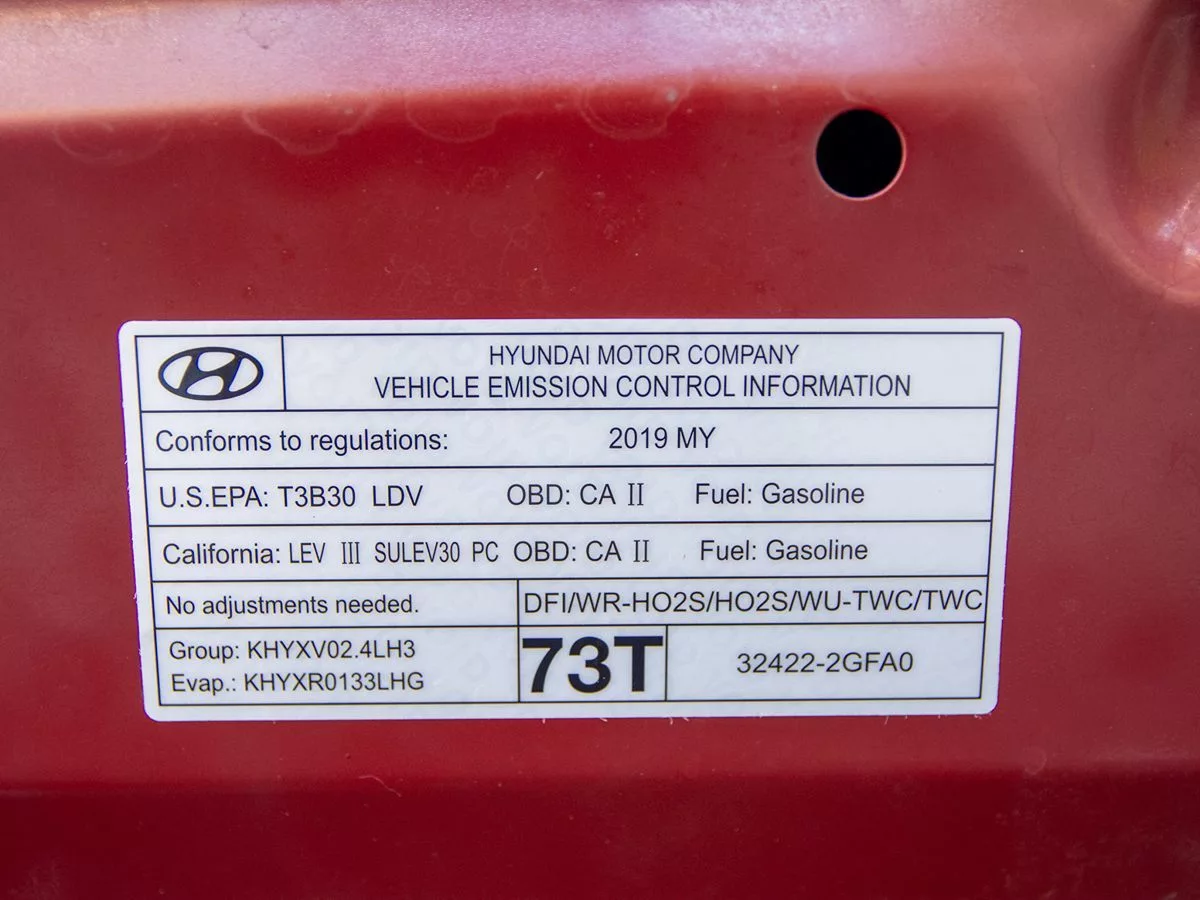 HYUNDAI MOTOR COMPANY
VEHICLE EMISSION CONTROL INFORMATION
Conforms to regulations: 2019 MY
U.S.EPA: T3B30 LDV OBD: CA II Fuel: Gasoline
California: LEV III SULEV30 PC OBD: CA II Fuel: Gasoline
No adjustments needed. DFI/WR-HO2S/HO2S/WU-TWC/TWC
Group: KHYXV02.4LH3
Evap.: KHYXR0133LHG
73T
32422-2GFA0